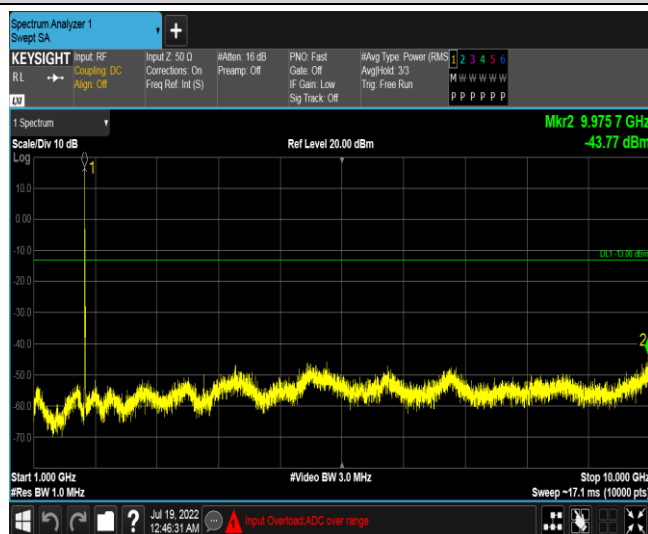 Spectrum Analyzer 1
Swept SA
+
KEYSIGHT
RL
LXI
Input: RF
Coupling: DC
Align: Off
Input Z: 50 Ω
Corrections: On
Freq Ref: Int (S)
#Atten: 16 dB
Preamp: Off
PNO: Fast
Gate: Off
IF Gain: Low
Sig Track: Off
#Avg Type: Power (RMS
Avg|Hold: 3/3
Trig: Free Run
1 2 3 4 5 6
M W W W W W
P P P P P P
1 Spectrum
Scale/Div 10 dB
Ref Level 20.00 dBm
Mkr2 9.975 7 GHz
-43.77 dBm
Log
1
10.0
0.00
-10.0
DL1 -13.00 dBm
-20.0
-30.0
-40.0
2
-50.0
-60.0
-70.0
Start 1.000 GHz
#Res BW 1.0 MHz
#Video BW 3.0 MHz
Stop 10.000 GHz
Sweep ~17.1 ms (10000 pts)
?
Jul 19, 2022
12:46:31 AM
Input Overload;ADC over range